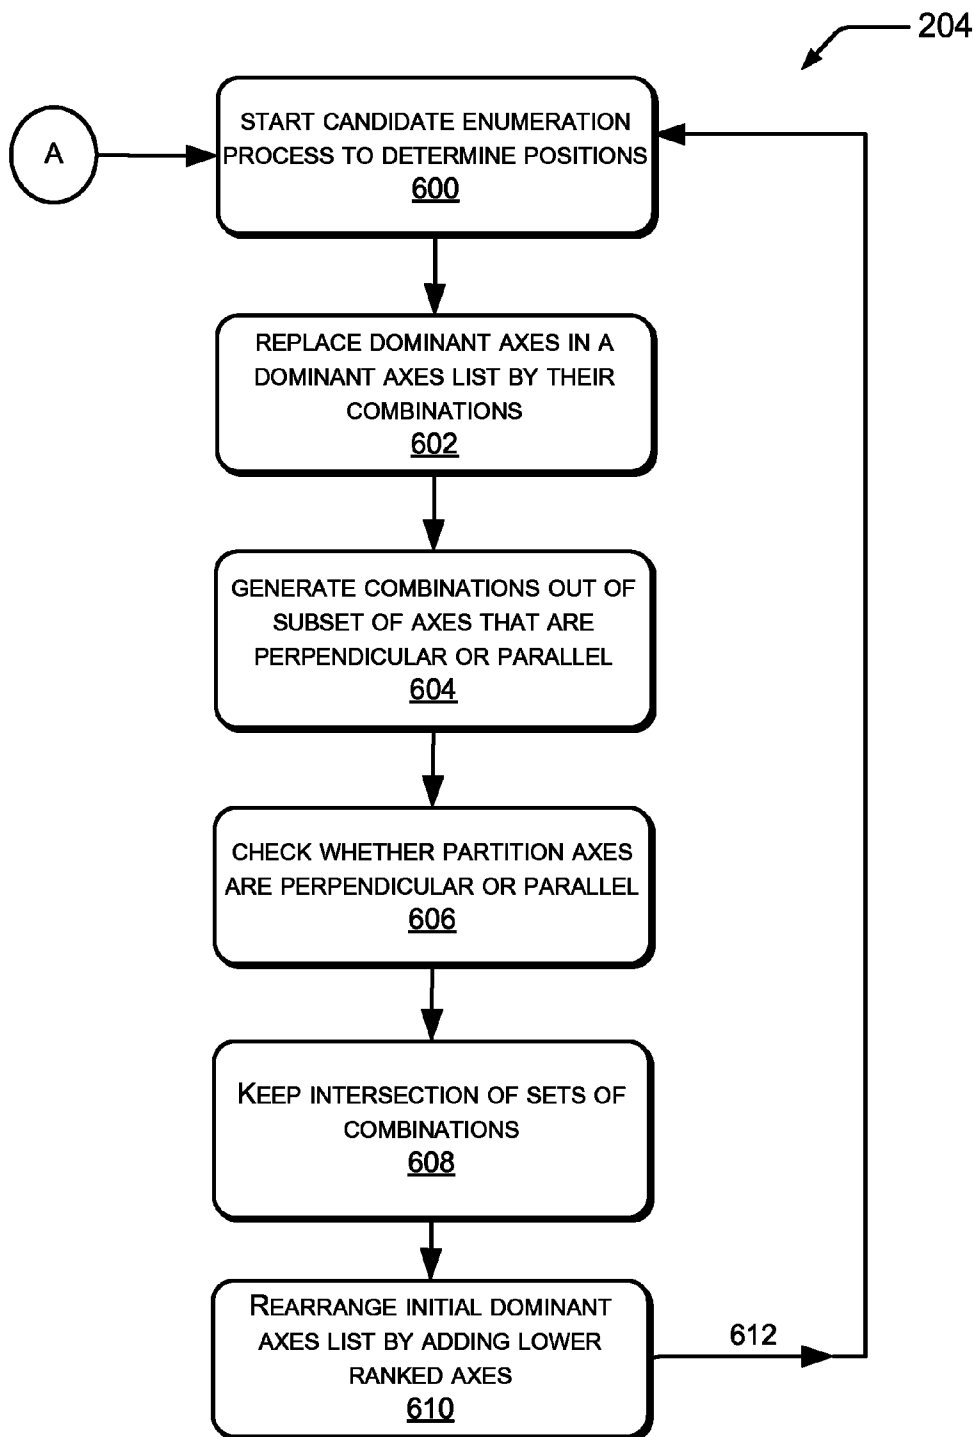 204
A
START CANDIDATE ENUMERATION
PROCESS TO DETERMINE POSITIONS
600
REPLACE DOMINANT AXES IN A
DOMINANT AXES LIST BY THEIR
COMBINATIONS
602
GENERATE COMBINATIONS OUT OF
SUBSET OF AXES THAT ARE
PERPENDICULAR OR PARALLEL
604
CHECK WHETHER PARTITION AXES
ARE PERPENDICULAR OR PARALLEL
606
KEEP INTERSECTION OF SETS OF
COMBINATIONS
608
REARRANGE INITIAL DOMINANT
AXES LIST BY ADDING LOWER
RANKED AXES
610
612